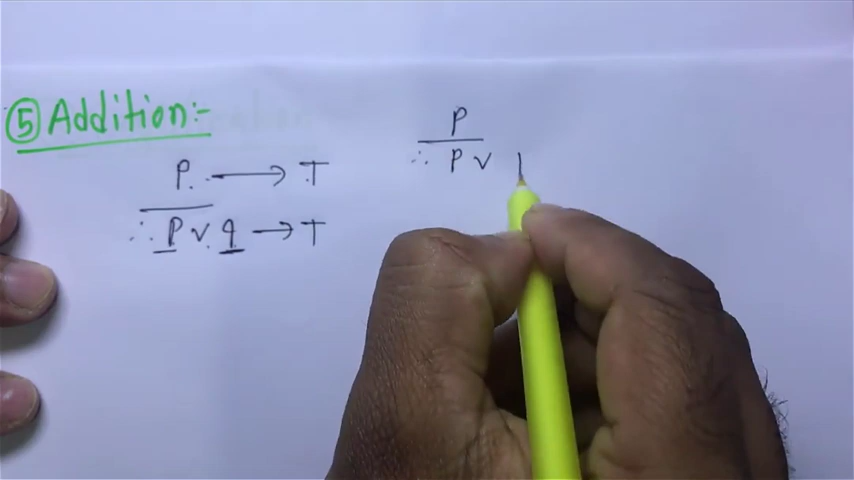 ⑤ Addition:-
P → T
∴ P ∨ q → T
P
∴ P ∨